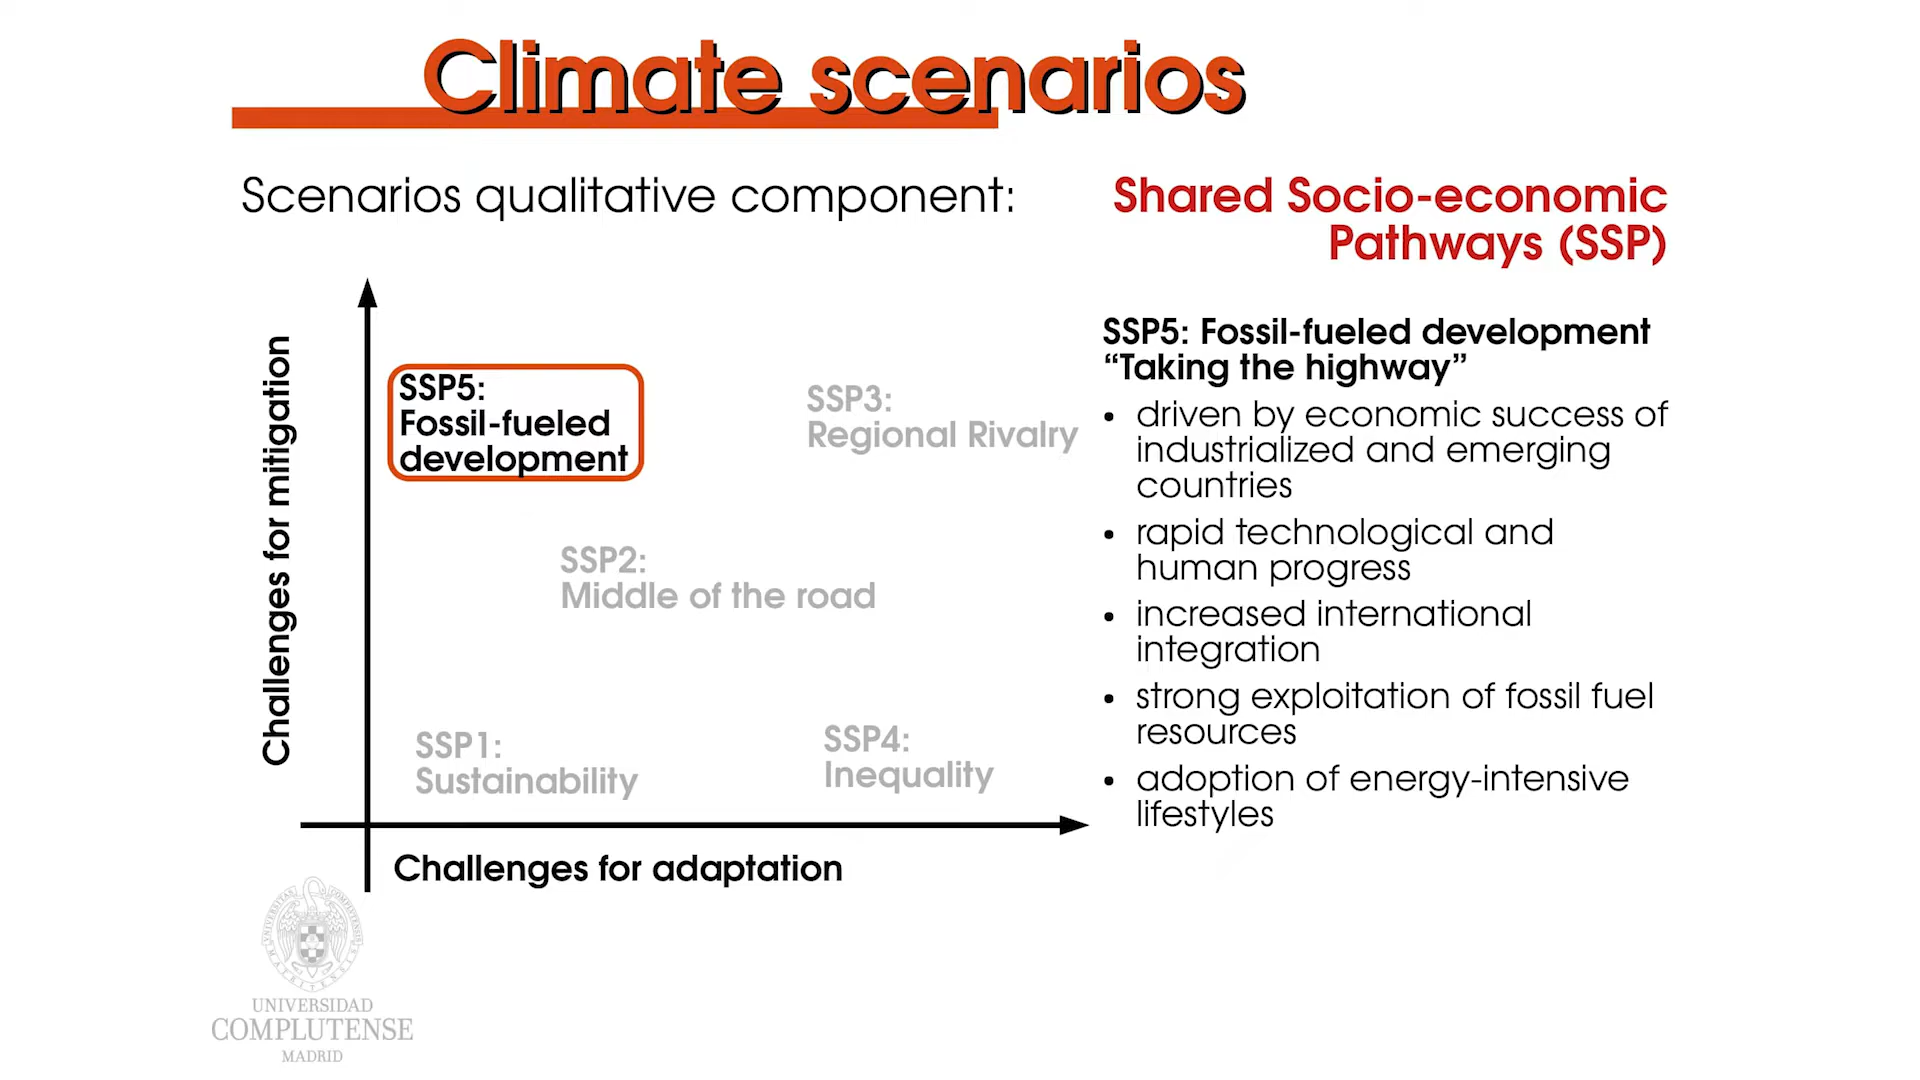 Climate scenarios
Scenarios qualitative component:
Shared Socio-economic
Pathways (SSP)
Challenges for mitigation
SSP5:
Fossil-fueled
development
SSP3:
Regional Rivalry
SSP2:
Middle of the road
SSP1:
Sustainability
SSP4:
Inequality
Challenges for adaptation
SSP5: Fossil-fueled development
“Taking the highway”
• driven by economic success of
industrialized and emerging
countries
• rapid technological and
human progress
• increased international
integration
• strong exploitation of fossil fuel
resources
• adoption of energy-intensive
lifestyles
UNIVERSIDAD
COMPLUTENSE
MADRID